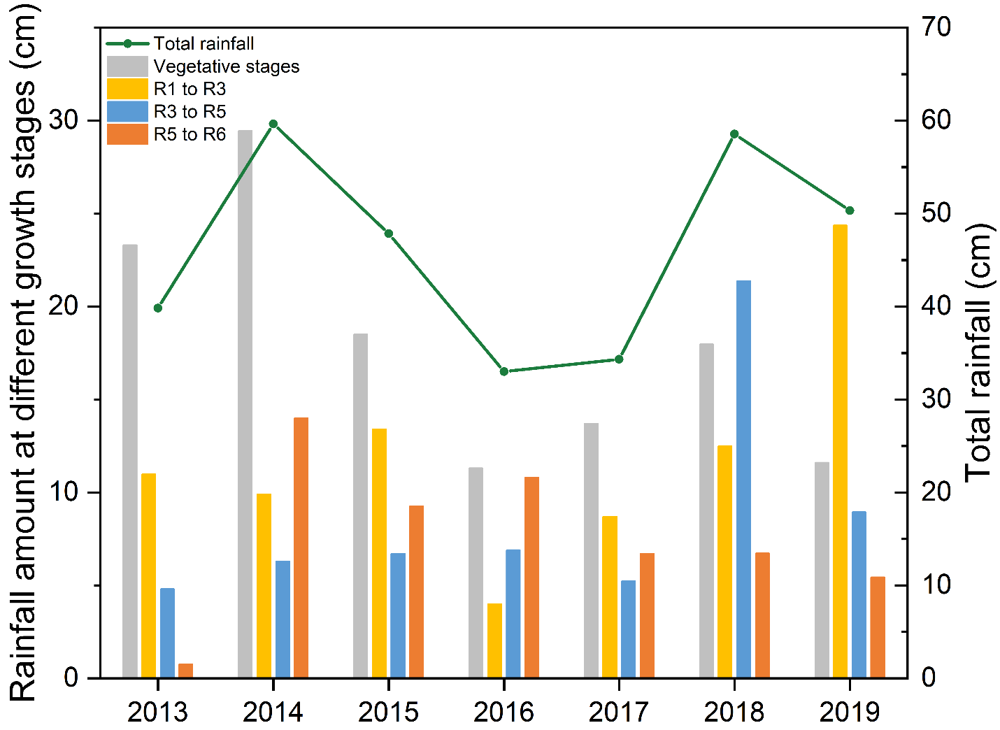 Total rainfall
Vegetative stages
R1 to R3
R3 to R5
R5 to R6
Rainfall amount at different growth stages (cm)
30
20
10
0
70
60
50
40
30
20
10
0
Total rainfall (cm)
2013 2014 2015 2016 2017 2018 2019